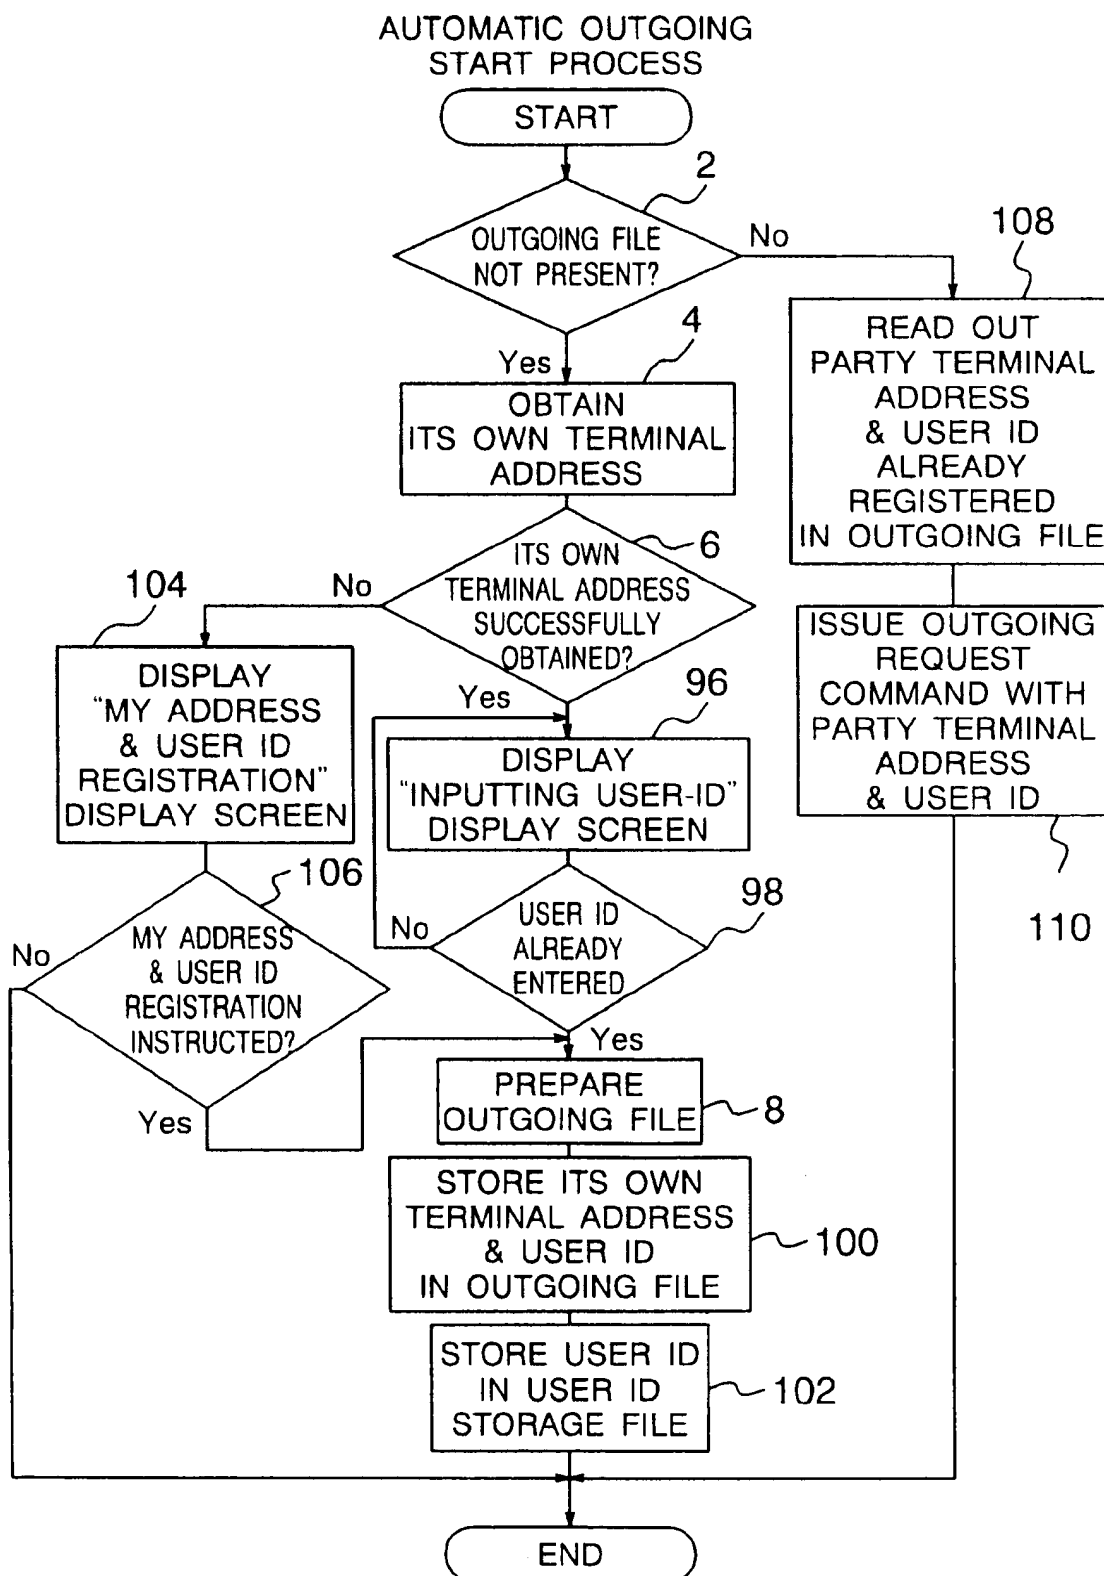 AUTOMATIC OUTGOING
START PROCESS
START
2
OUTGOING FILE
NOT PRESENT?
No
Yes
108
READ OUT
PARTY TERMINAL
ADDRESS
& USER ID
ALREADY
REGISTERED
IN OUTGOING FILE
4
OBTAIN
ITS OWN TERMINAL
ADDRESS
6
ITS OWN
TERMINAL ADDRESS
SUCCESSFULLY
OBTAINED?
No
Yes
104
DISPLAY
"MY ADDRESS
& USER ID
REGISTRATION"
DISPLAY SCREEN
96
DISPLAY
"INPUTTING USER-ID"
DISPLAY SCREEN
ISSUE OUTGOING
REQUEST
COMMAND WITH
PARTY TERMINAL
ADDRESS
& USER ID
110
106
MY ADDRESS
& USER ID
REGISTRATION
INSTRUCTED?
No
Yes
98
USER ID
ALREADY
ENTERED
No
Yes
PREPARE
OUTGOING FILE
8
STORE ITS OWN
TERMINAL ADDRESS
& USER ID
IN OUTGOING FILE
100
STORE USER ID
IN USER ID
STORAGE FILE
102
END